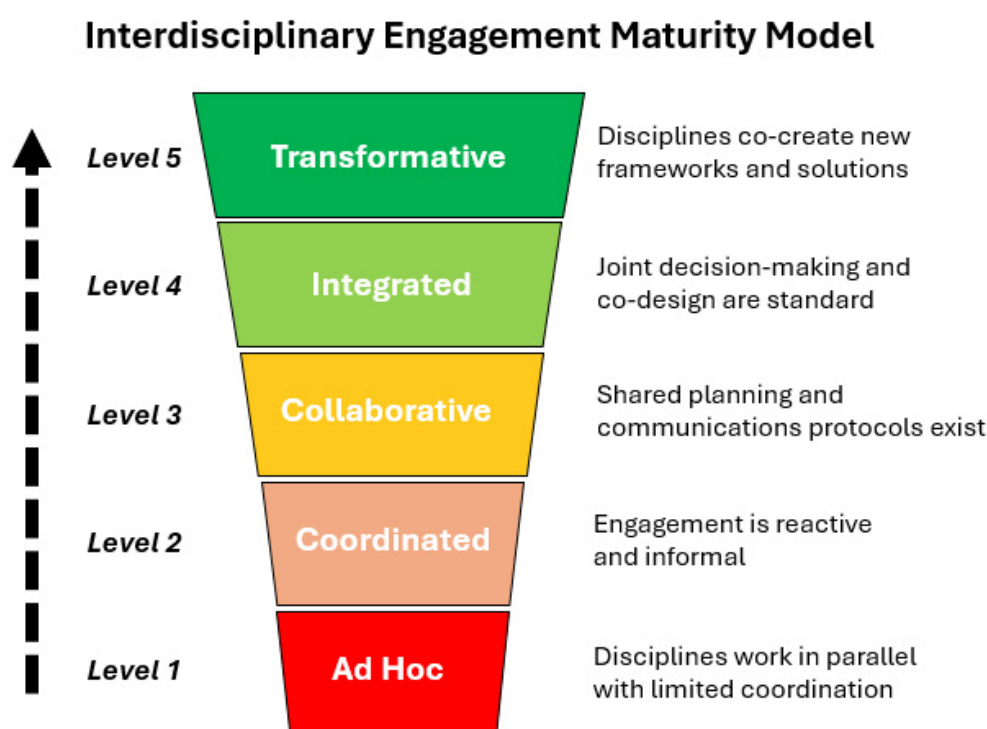 Interdisciplinary Engagement Maturity Model
Level 5
Transformative
Disciplines co-create new
frameworks and solutions
Level 4
Integrated
Joint decision-making and
co-design are standard
Level 3
Collaborative
Shared planning and
communications protocols exist
Level 2
Coordinated
Engagement is reactive
and informal
Level 1
Ad Hoc
Disciplines work in parallel
with limited coordination